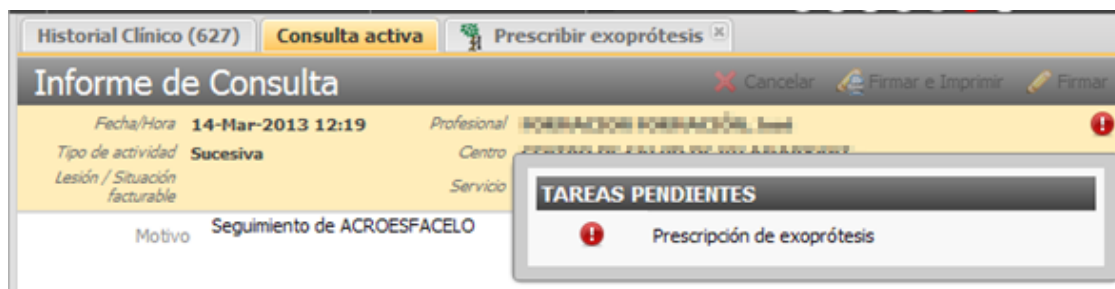 Historial Clínico (627) Consulta activa Prescribir exoprótesis
Informe de Consulta Cancelar Firmar e Imprimir Firmar
Fecha/Hora 14-Mar-2013 12:19 Profesional
Tipo de actividad Sucesiva Centro
Lesión / Situación
facturable Servicio
TAREAS PENDIENTES
Motivo Seguimiento de ACROESFACELO
Prescripción de exoprótesis